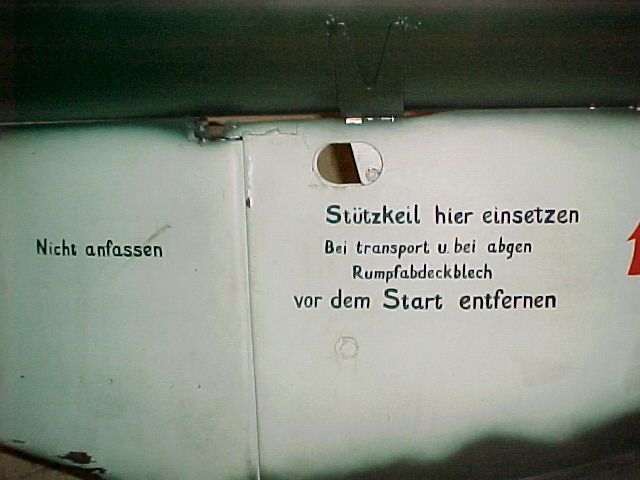 Nicht anfassen
Stützkeil hier einsetzen
Bei transport u. bei abgen
Rumpfabdeckblech
vor dem Start entfernen